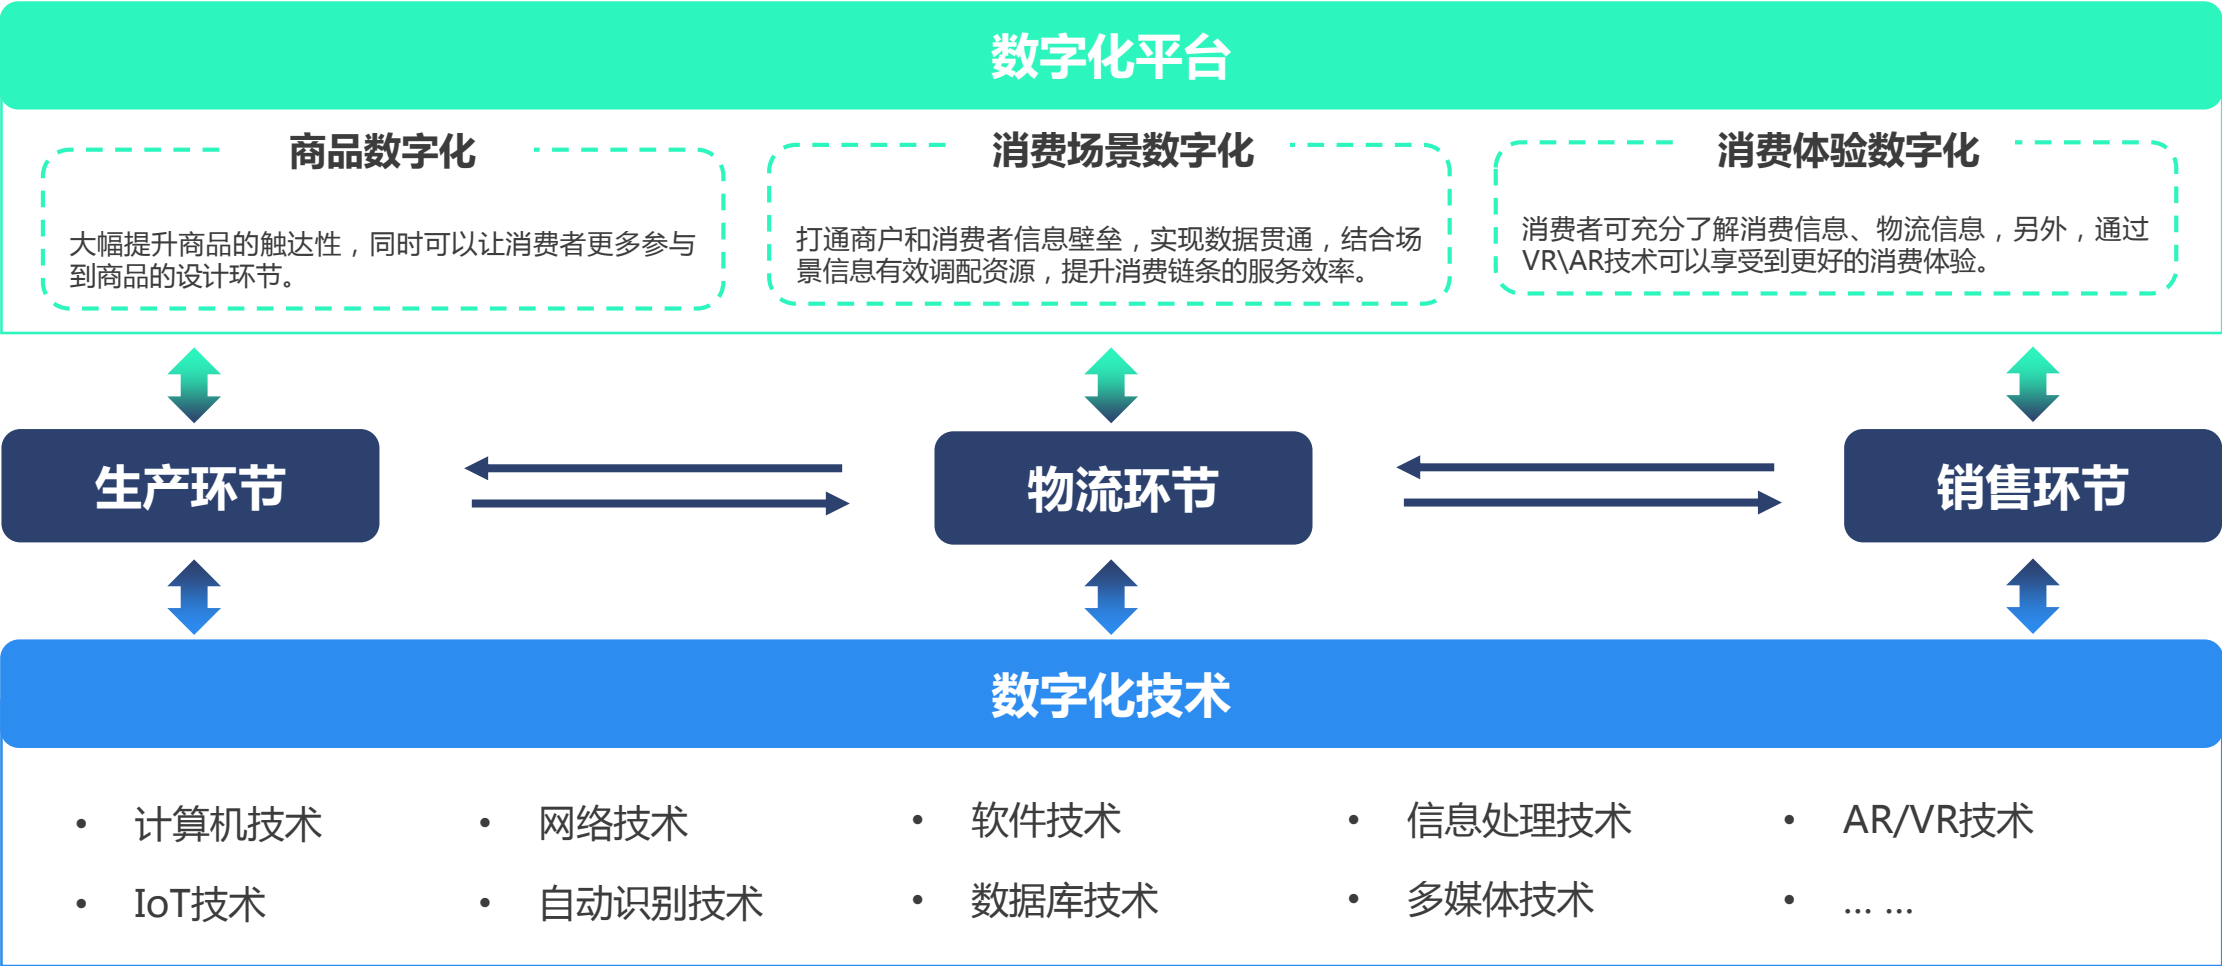 数字化平台
商品数字化
大幅提升商品的触达性，同时可以让消费者更多参与
到商品的设计环节。
消费场景数字化
打通商户和消费者信息壁垒，实现数据贯通，结合场
景信息有效调配资源，提升消费链条的服务效率。
消费体验数字化
消费者可充分了解消费信息、物流信息，另外，通过
VR\AR技术可以享受到更好的消费体验。
生产环节
物流环节
销售环节
数字化技术
• 计算机技术
• 网络技术
• 软件技术
• 信息处理技术
• AR/VR技术
• IoT技术
• 自动识别技术
• 数据库技术
• 多媒体技术
• … …